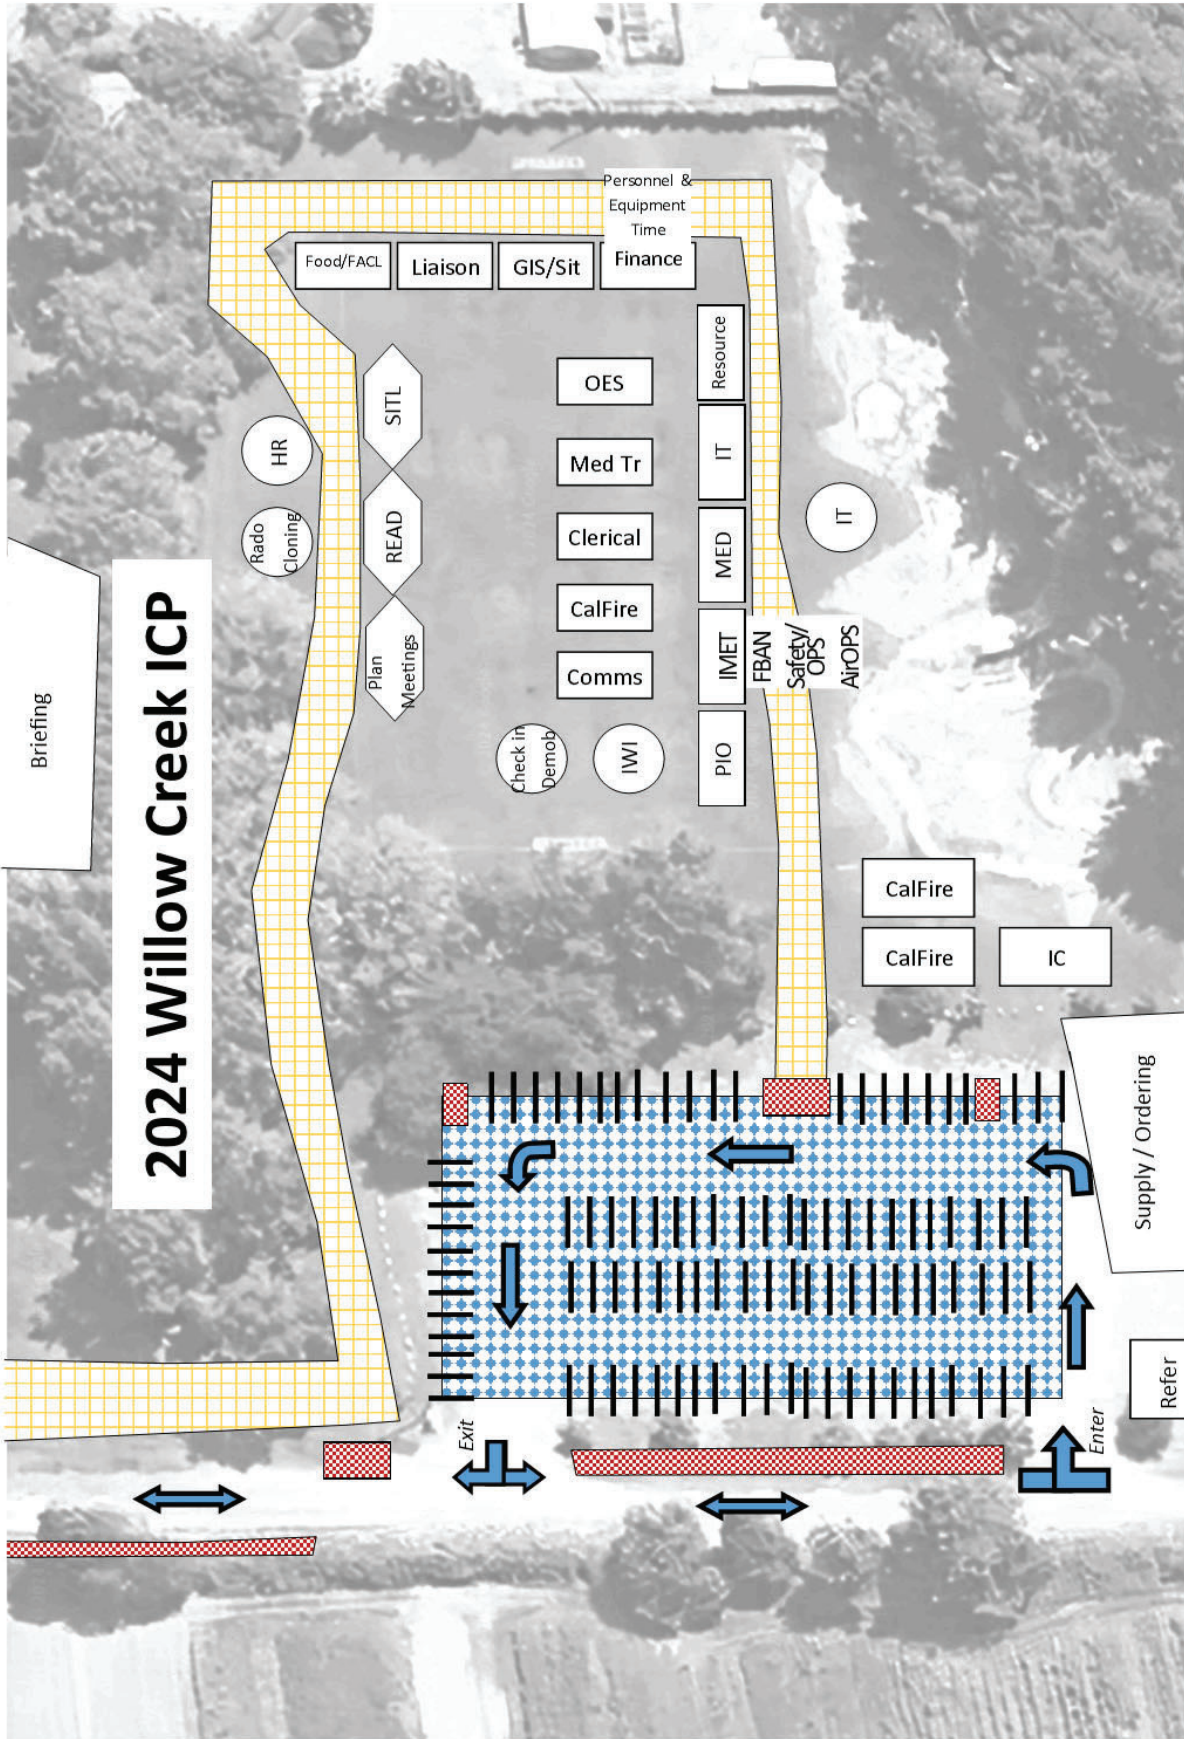 2024 Willow Creek ICP
Briefing
Personnel &
Equipment
Time
Food/FACL
Liaison
GIS/Sit
Finance
Resource
SITL
OES
HR
IT
Med Tr
READ
Rado
Cloning
IT
Clerical
MED
CalFire
Plan
Meetings
Comms
IMET
FBAN
Safety/
OPS
AirOPS
Check in
Demob
IWI
PIO
CalFire
CalFire
IC
Supply / Ordering
Refer
Exit
Enter